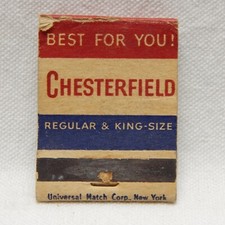 BEST FOR YOU!
CHESTERFIELD
REGULAR & KING-SIZE
Universal Match Corp. New York